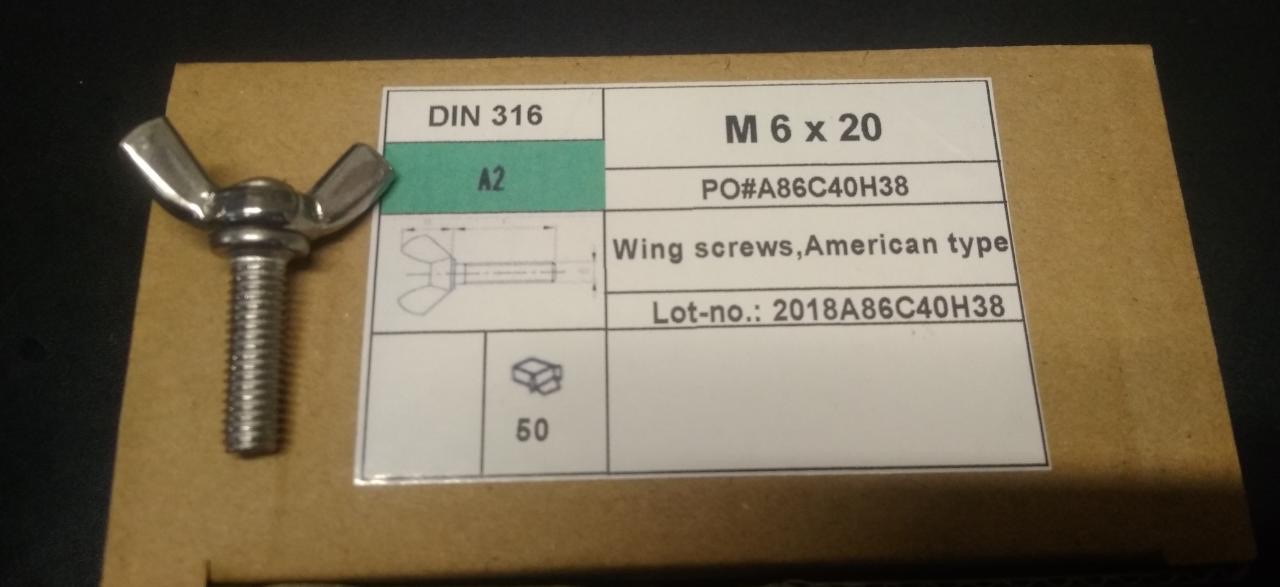 DIN 316
M 6 x 20
A2
PO#A86C40H38
Wing screws,American type
Lot-no.: 2018A86C40H38
50